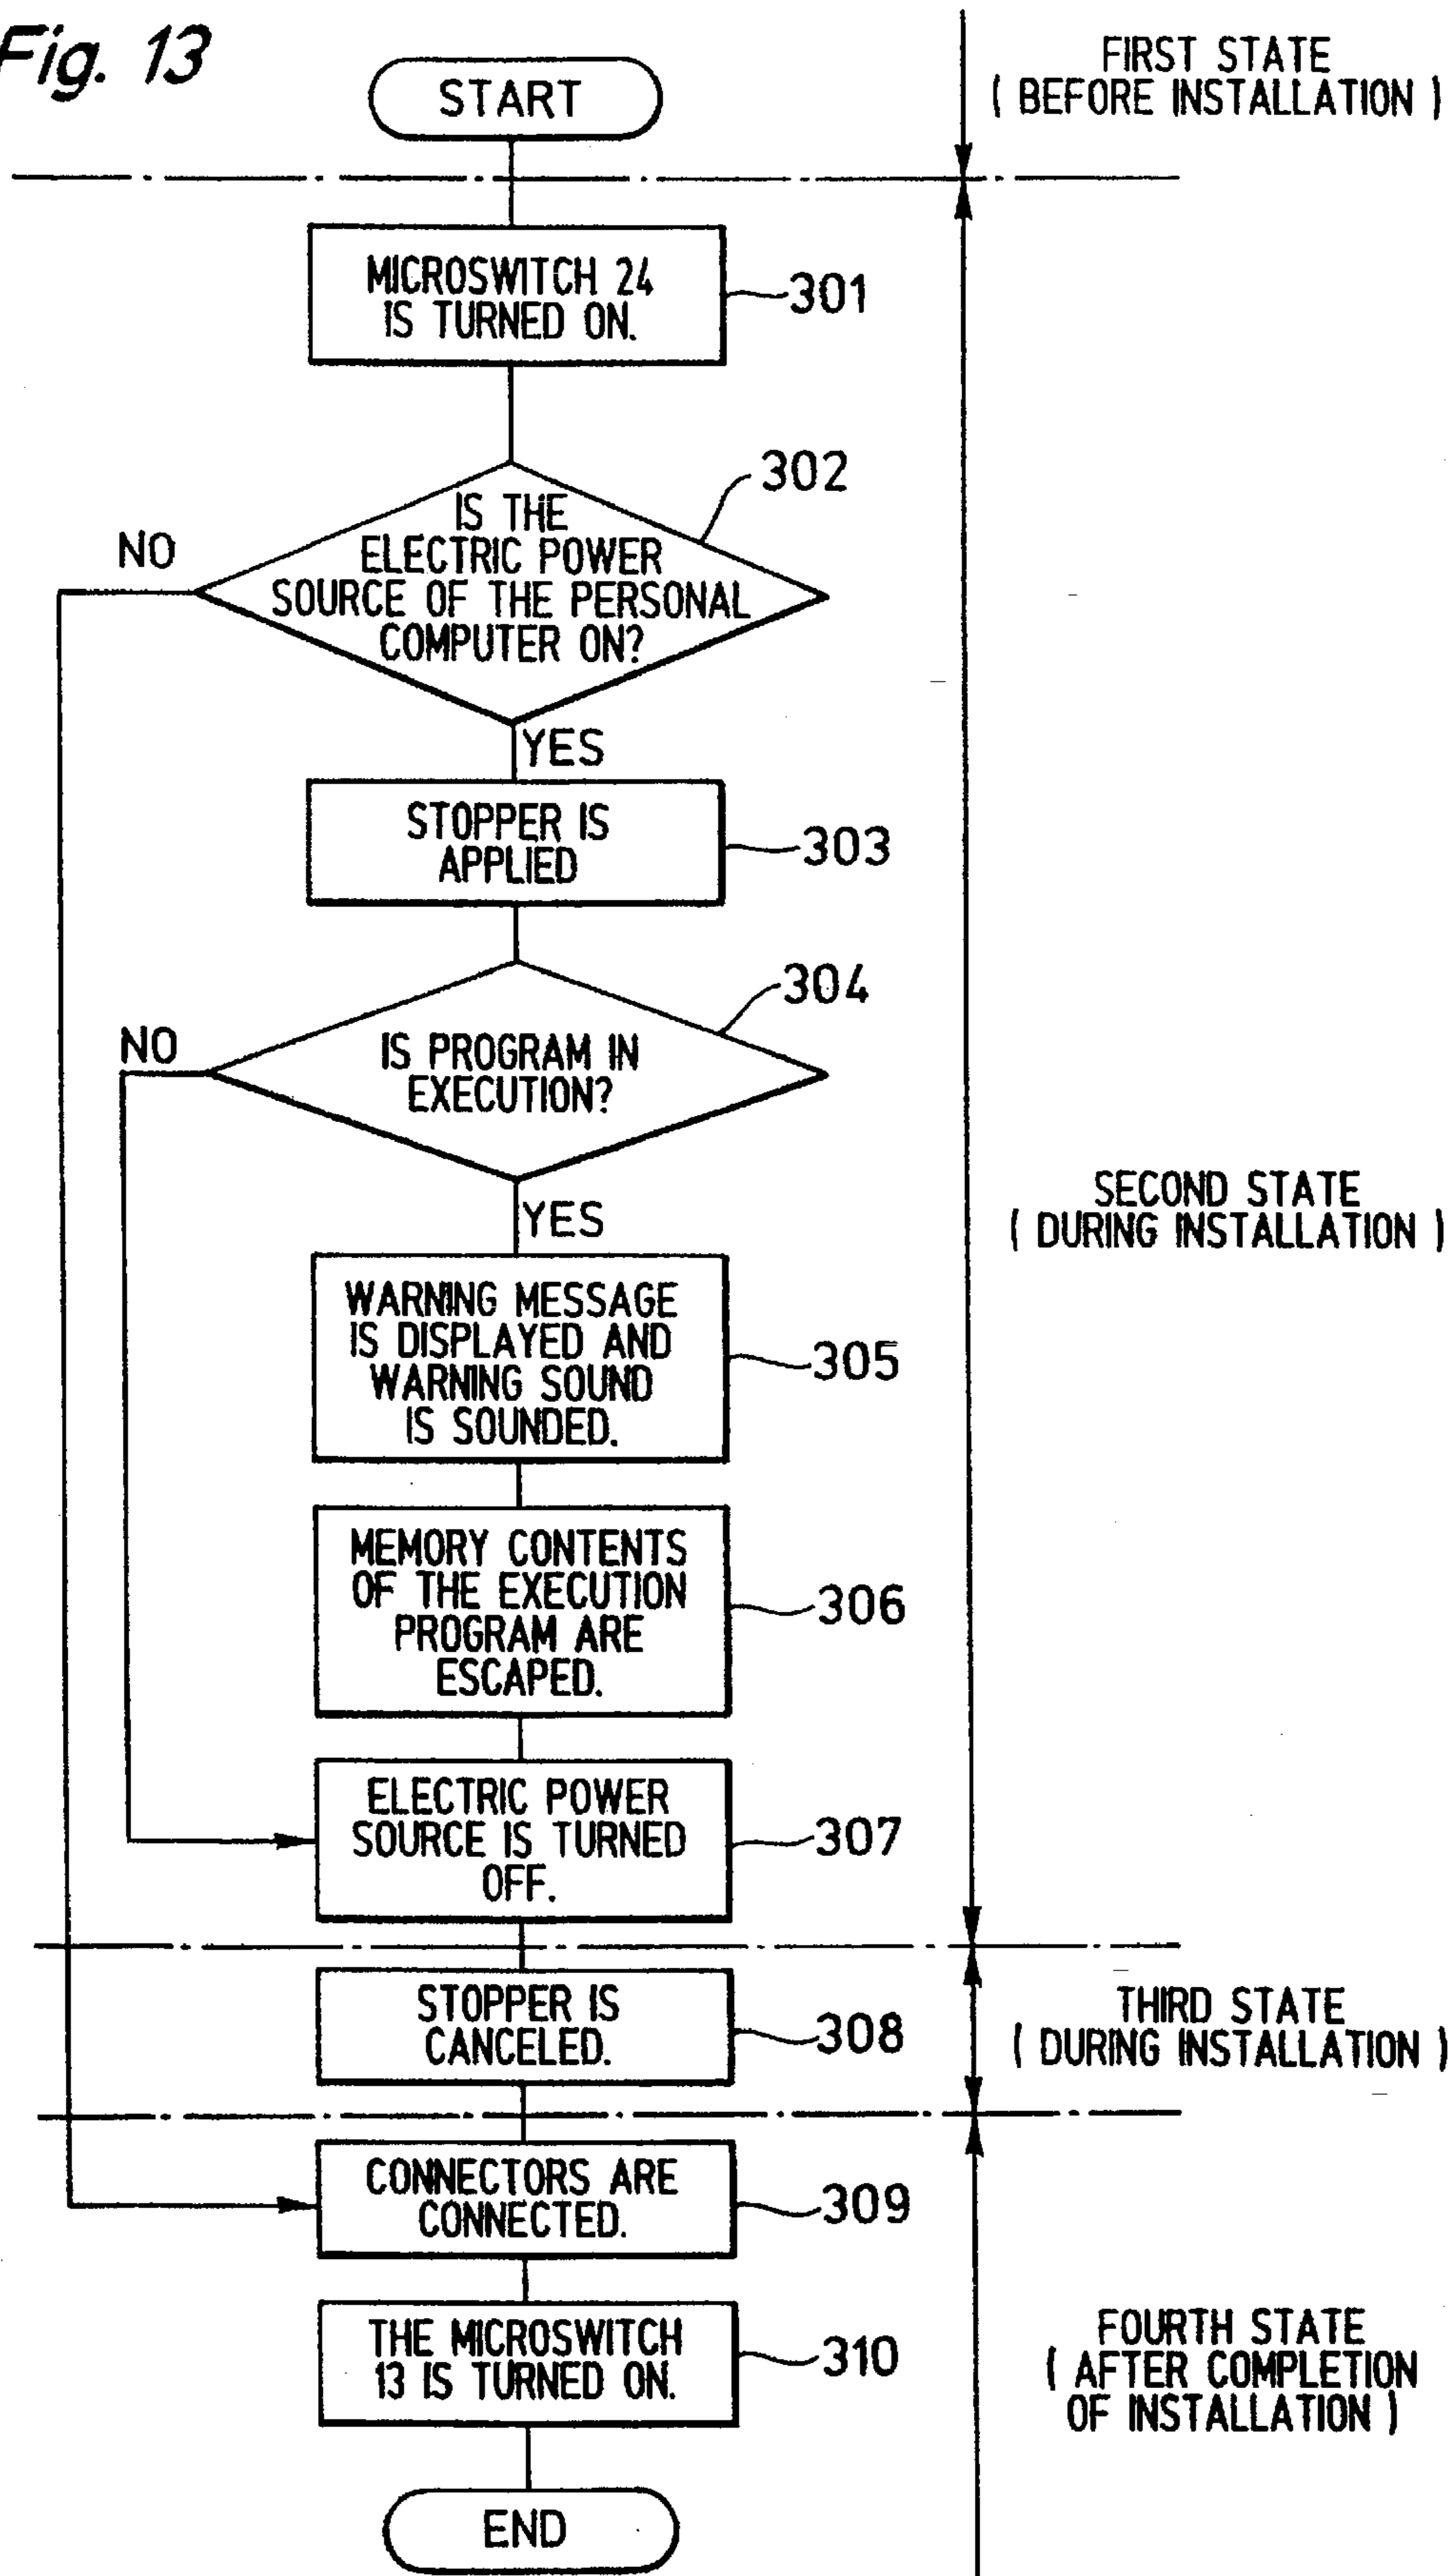 Fig. 13
START
FIRST STATE
( BEFORE INSTALLATION )
MICROSWITCH 24
IS TURNED ON.
301
302
IS THE
ELECTRIC POWER
SOURCE OF THE PERSONAL
COMPUTER ON?
NO
YES
STOPPER IS
APPLIED
303
304
IS PROGRAM IN
EXECUTION?
NO
YES
SECOND STATE
( DURING INSTALLATION )
WARNING MESSAGE
IS DISPLAYED AND
WARNING SOUND
IS SOUNDED.
305
MEMORY CONTENTS
OF THE EXECUTION
PROGRAM ARE
ESCAPED.
306
ELECTRIC POWER
SOURCE IS TURNED
OFF.
307
STOPPER IS
CANCELED.
308
THIRD STATE
( DURING INSTALLATION )
CONNECTORS ARE
CONNECTED.
309
THE MICROSWITCH
13 IS TURNED ON.
310
FOURTH STATE
( AFTER COMPLETION
OF INSTALLATION )
END